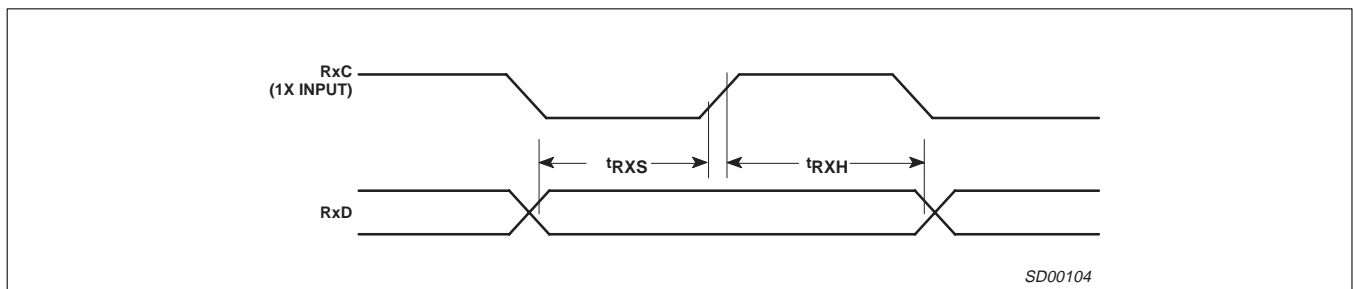 RxC
(1X INPUT)
tRXS
tRXH
RxD
SD00104